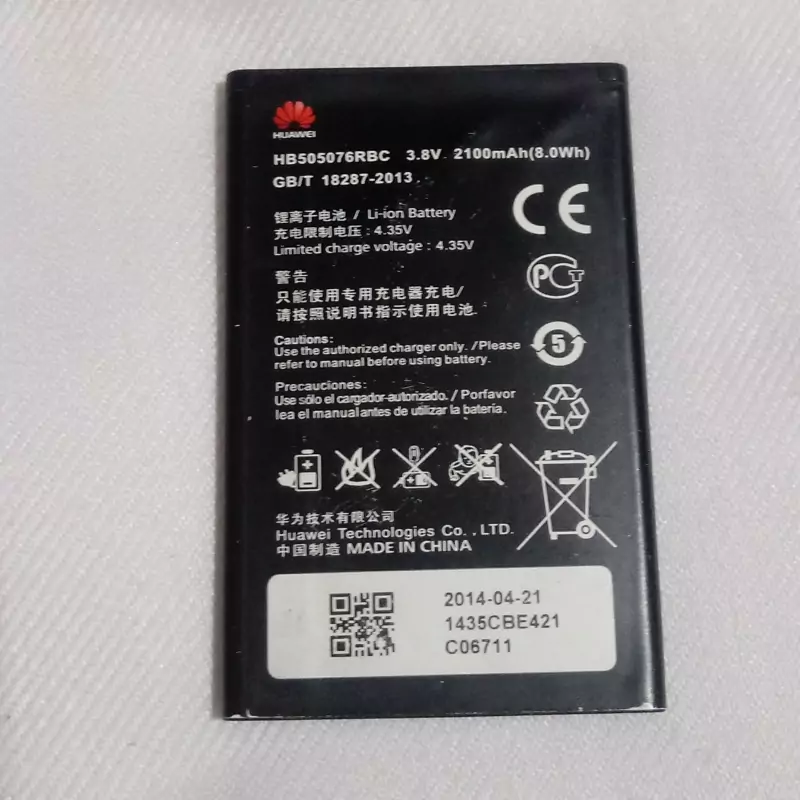 HUAWEI
HB505076RBC 3.8V 2100mAh(8.0Wh)
GB/T 18287-2013
锂离子电池 / Li-ion Battery
充电限制电压: 4.35V
Limited charge voltage: 4.35V
CE
PCT
警告
只能使用专用充电器充电/
请按照说明书指示使用电池.
Cautions:
Use the authorized charger only. /Please
refer to manual before using battery.
5
Precauciones:
Use sólo el cargador-autorizado. /Porfavor
lea el manualantes de utilizar la batería.
华为技术有限公司
Huawei Technologies Co. ,LTD.
中国制造 MADE IN CHINA
2014-04-21
1435CBE421
C06711